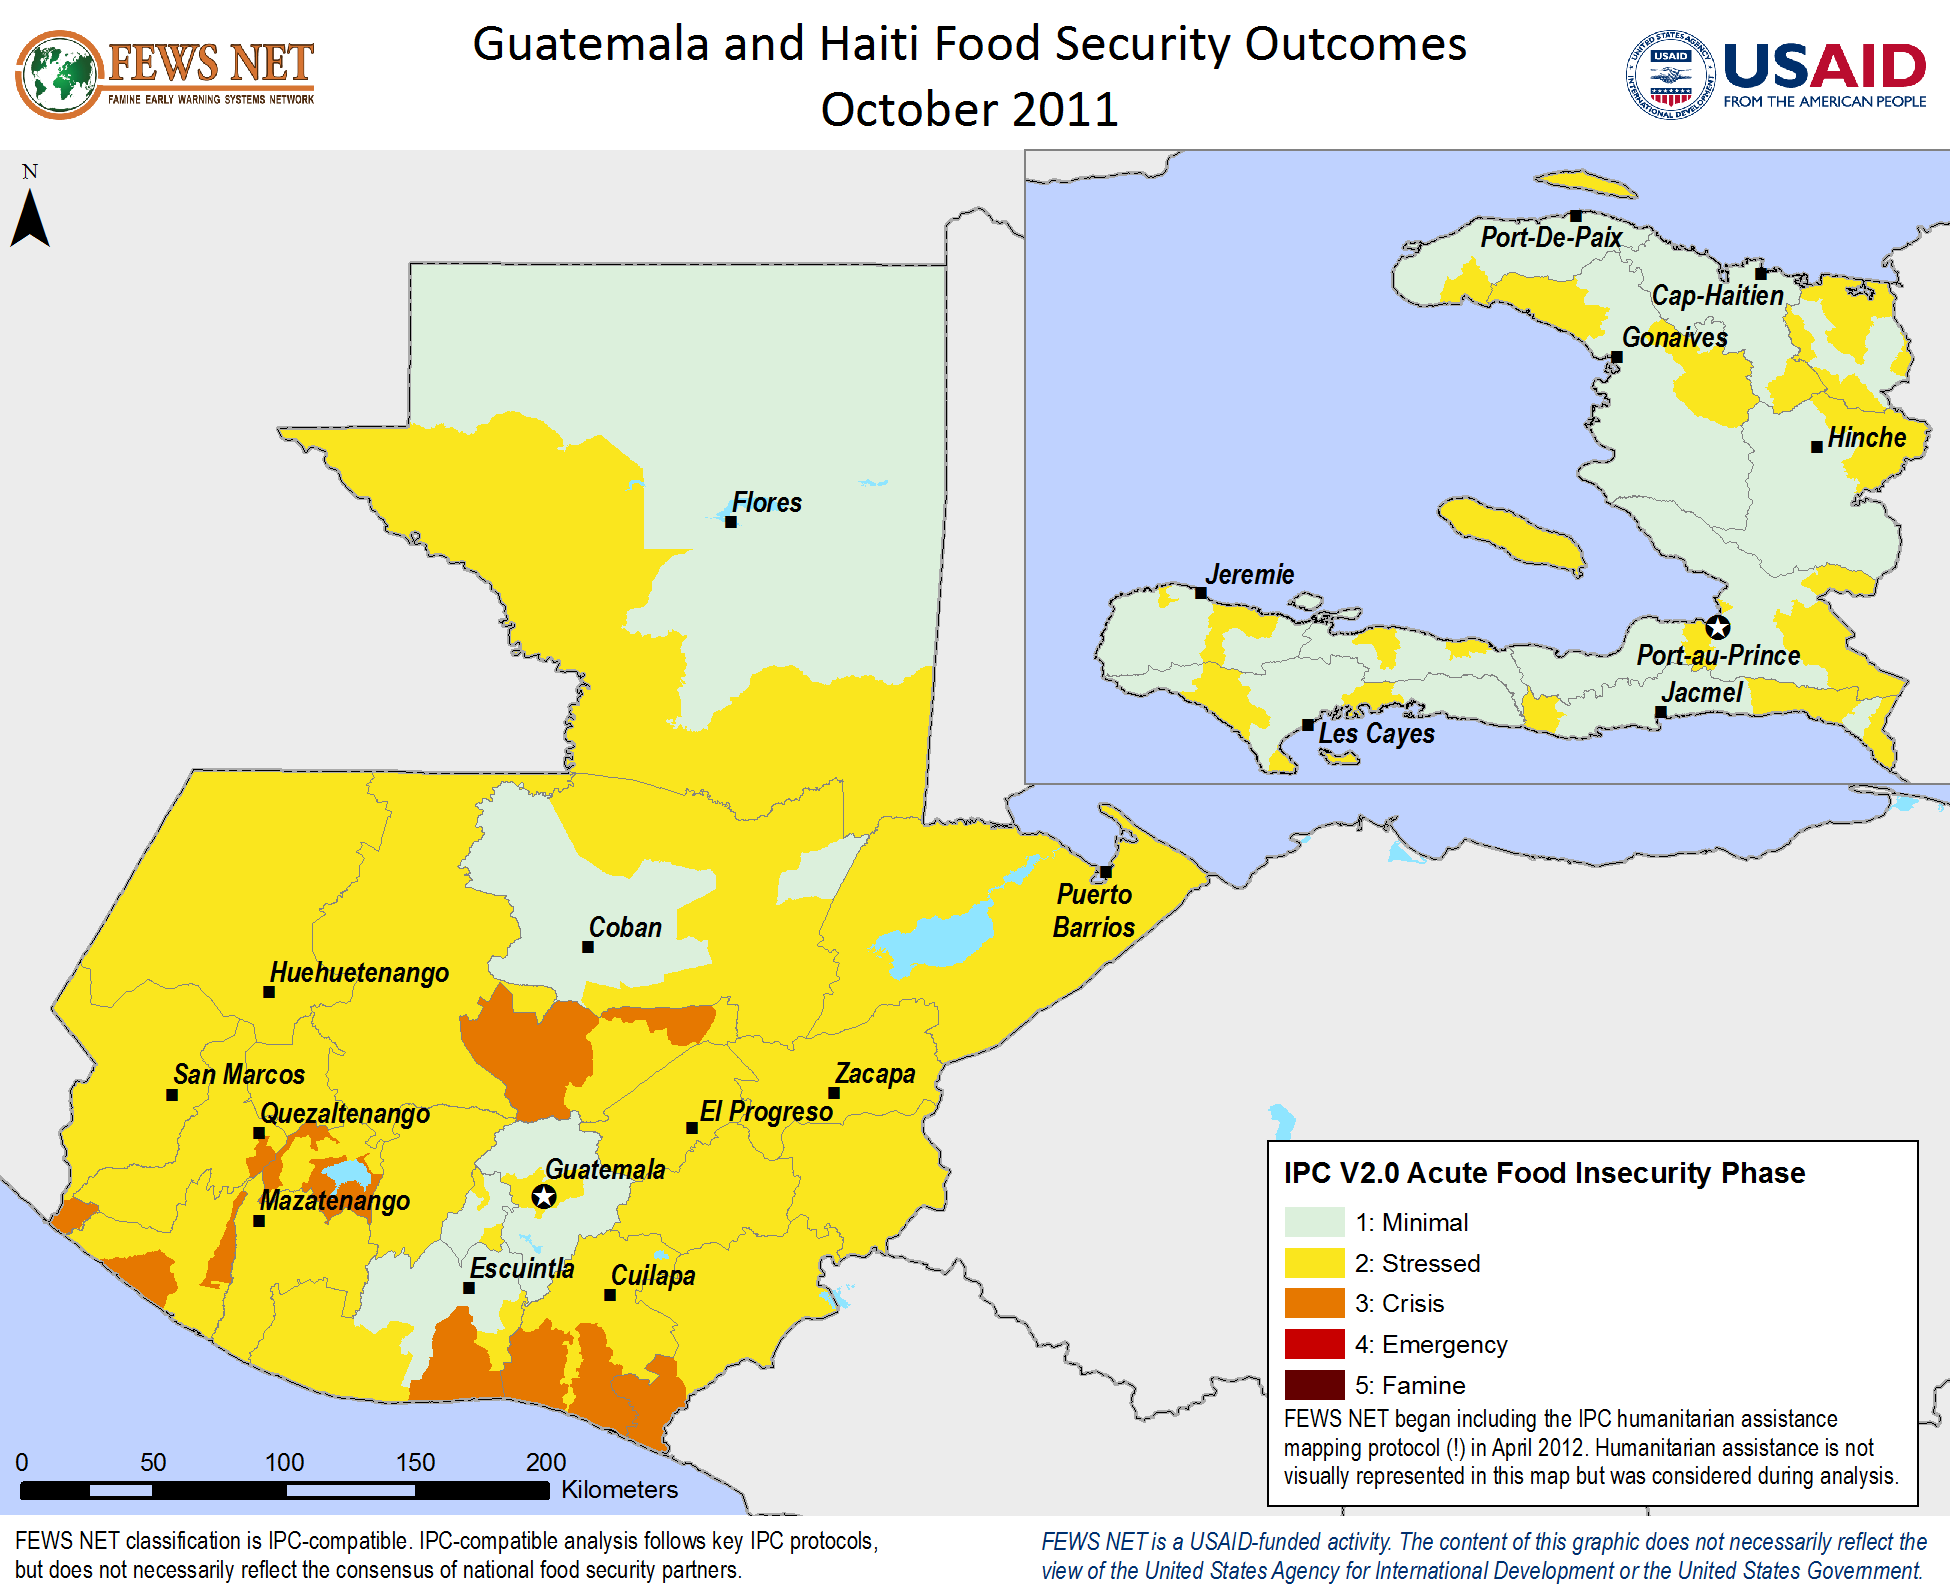 FEWS NET
FAMINE EARLY WARNING SYSTEMS NETWORK
Guatemala and Haiti Food Security Outcomes
October 2011
UNITED STATES AGENCY
USAID
INTERNATIONAL DEVELOPMENT
USAID
FROM THE AMERICAN PEOPLE
N
Port-De-Paix
Cap-Haitien
Gonaives
Hinche
Jeremie
Port-au-Prince
Jacmel
Les Cayes
Flores
Puerto
Barrios
Coban
Huehuetenango
San Marcos
Zacapa
Quezaltenango
El Progreso
Guatemala
Mazatenango
Escuintla
Cuilapa
IPC V2.0 Acute Food Insecurity Phase
1: Minimal
2: Stressed
3: Crisis
4: Emergency
5: Famine
FEWS NET began including the IPC humanitarian assistance
mapping protocol (!) in April 2012. Humanitarian assistance is not
visually represented in this map but was considered during analysis.
0 50 100 150 200
Kilometers
FEWS NET classification is IPC-compatible. IPC-compatible analysis follows key IPC protocols,
but does not necessarily reflect the consensus of national food security partners.
FEWS NET is a USAID-funded activity. The content of this graphic does not necessarily reflect the
view of the United States Agency for International Development or the United States Government.